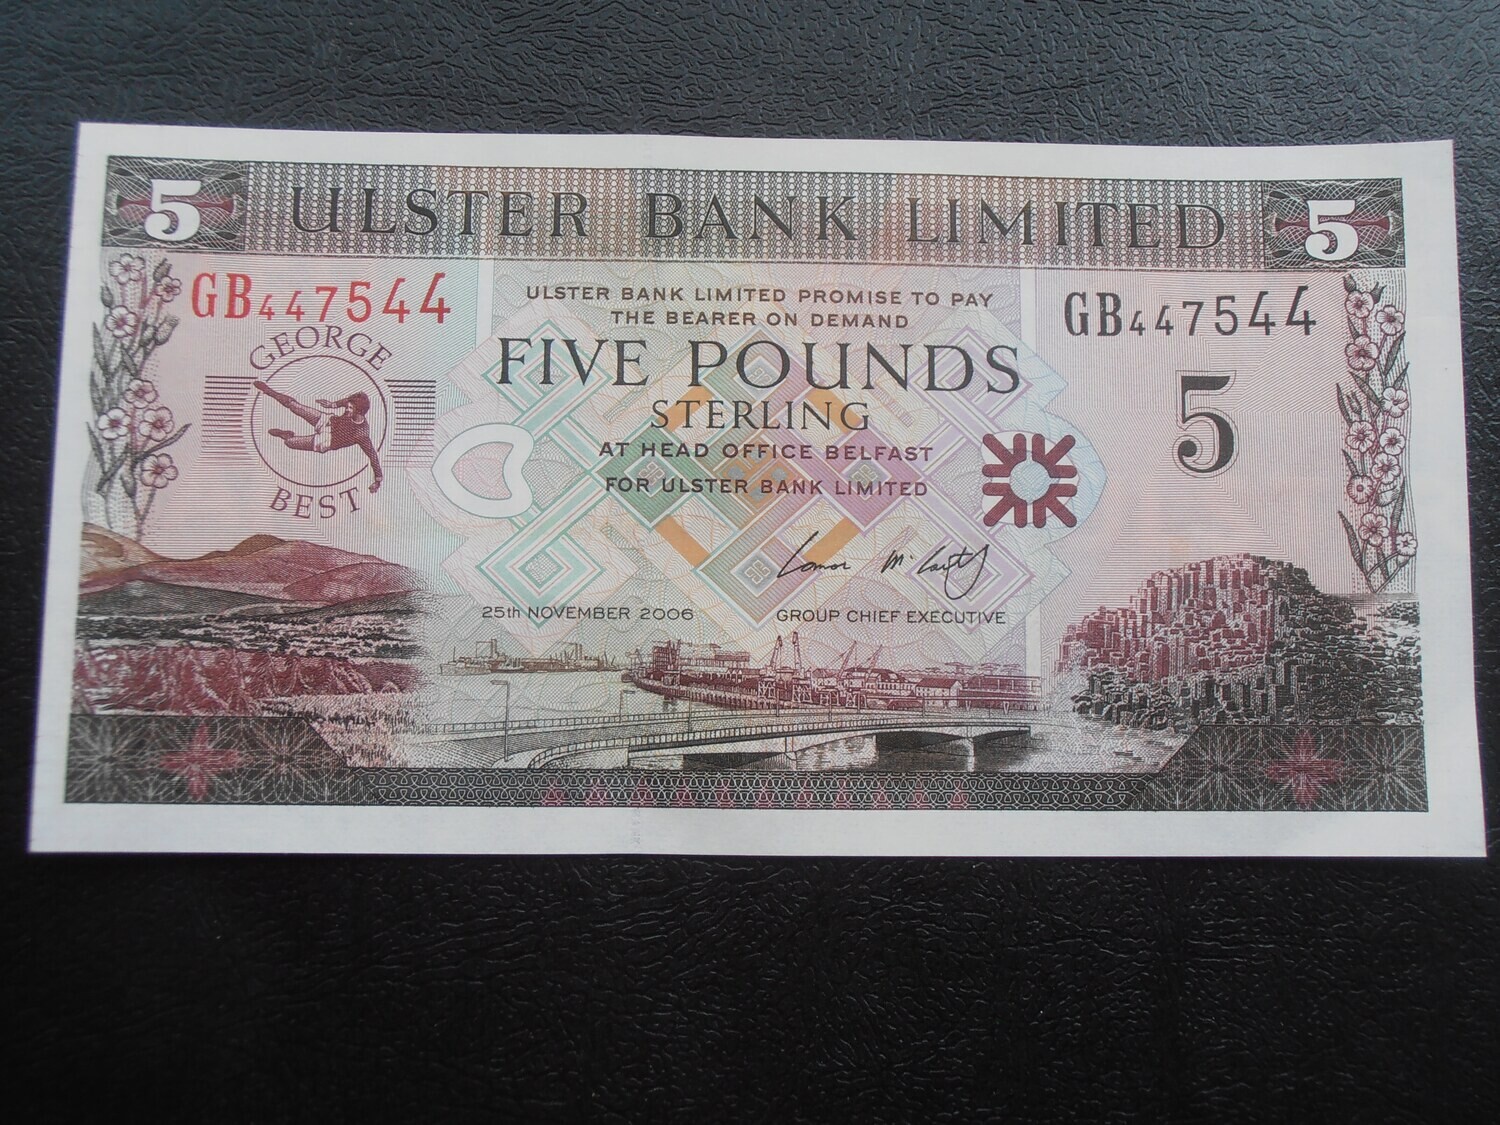 5 ULSTER BANK LIMITED 5
GB447544
GEORGE
BEST
ULSTER BANK LIMITED PROMISE TO PAY
THE BEARER ON DEMAND
FIVE POUNDS
STERLING
AT HEAD OFFICE BELFAST
FOR ULSTER BANK LIMITED
25th NOVEMBER 2006
GROUP CHIEF EXECUTIVE
GB447544
5